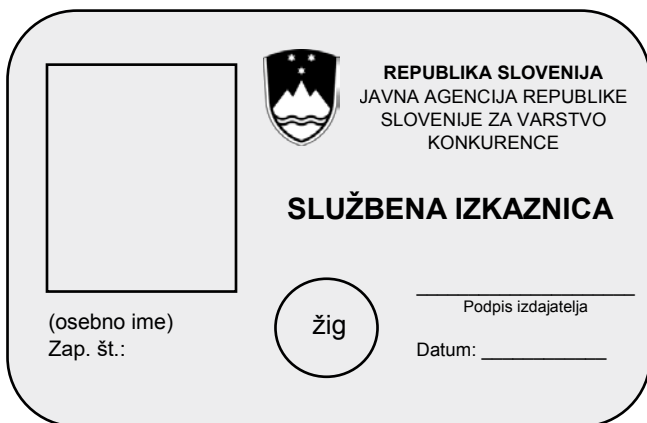 REPUBLIKA SLOVENIJA
JAVNA AGENCIJA REPUBLIKE
SLOVENIJE ZA VARSTVO
KONKURENCE
SLUŽBENA IZKAZNICA
(osebno ime)
Zap. št.:
žig
Podpis izdajatelja
Datum: _____________